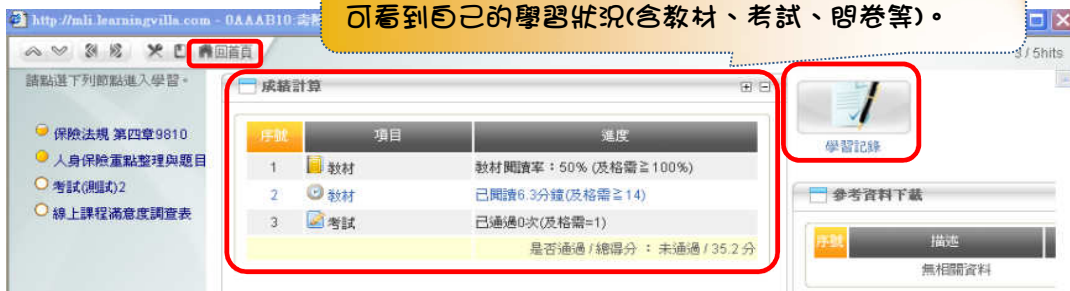 可看到自己的學習狀況(含教材、考試、問卷等)。
http://mli.learningvilla.com - 0AAAB10:壽
回首頁
5hits
請點選下列節點進入學習。
保險法規 第四章9810
人身保險重點整理與題目
考試(測試)2
線上課程滿意度調查表
成績計算
序號 項目 進度
1 教材 教材閱讀率：50% (及格需≧100%)
2 教材 已閱讀6.3分鐘(及格需≧14)
3 考試 已通過0次(及格需=1)
是否通過 / 總得分 ： 未通過 / 35.2 分
學習記錄
參考資料下載
序號 描述
無相關資料